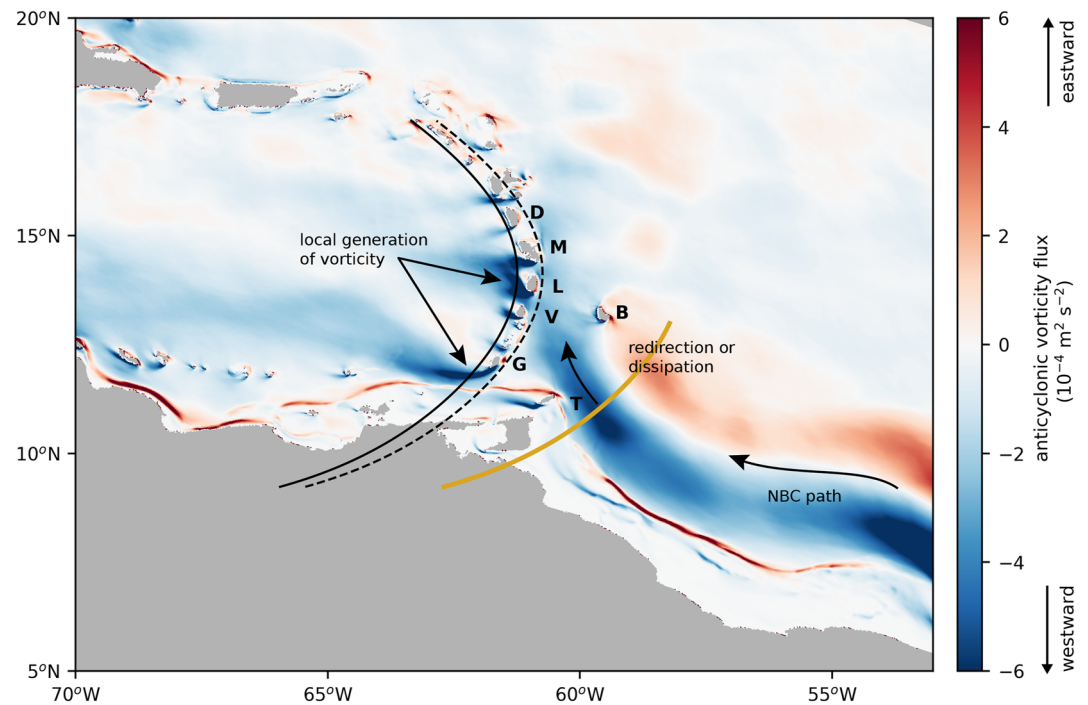 20°N
15°N
10°N
5°N
70°W
65°W
60°W
55°W
local generation
of vorticity
D
M
L
V
B
G
T
redirection or
dissipation
NBC path
6
4
2
0
−2
−4
−6
eastward
anticyclonic vorticity flux
(10⁻⁴ m² s⁻²)
westward